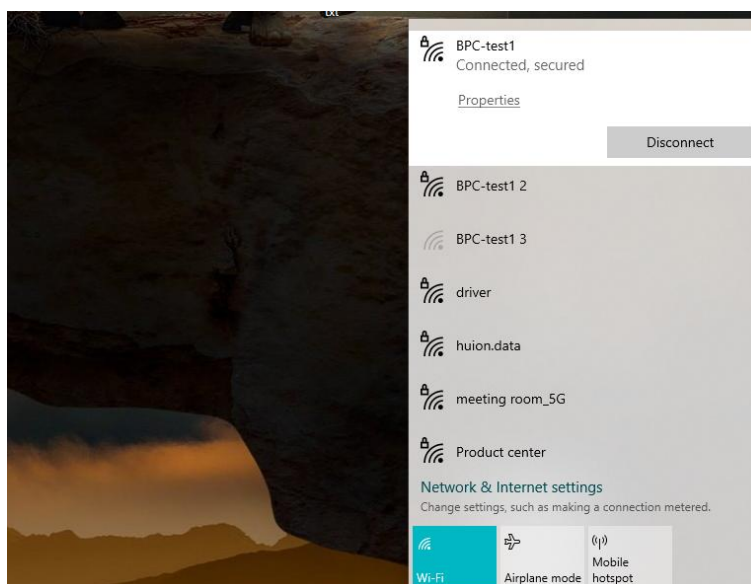 txt
BPC-test1
Connected, secured
Properties
Disconnect
BPC-test1 2
BPC-test1 3
driver
huion.data
meeting room_5G
Product center
Network & Internet settings
Change settings, such as making a connection metered.
Wi-Fi
Airplane mode
Mobile
hotspot